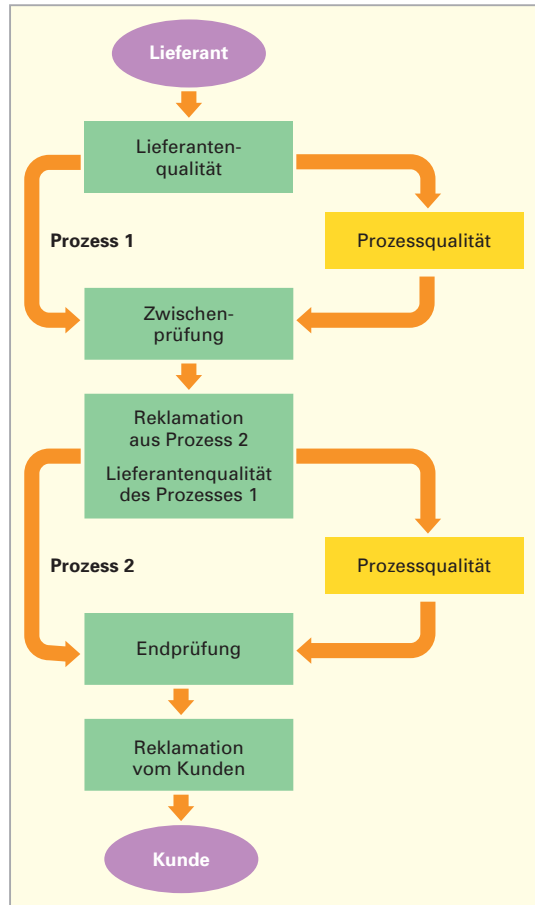 Lieferant
Lieferanten-
qualität
Prozess 1
Prozessqualität
Zwischen-
prüfung
Reklamation
aus Prozess 2
Lieferantenqualität
des Prozesses 1
Prozess 2
Prozessqualität
Endprüfung
Reklamation
vom Kunden
Kunde